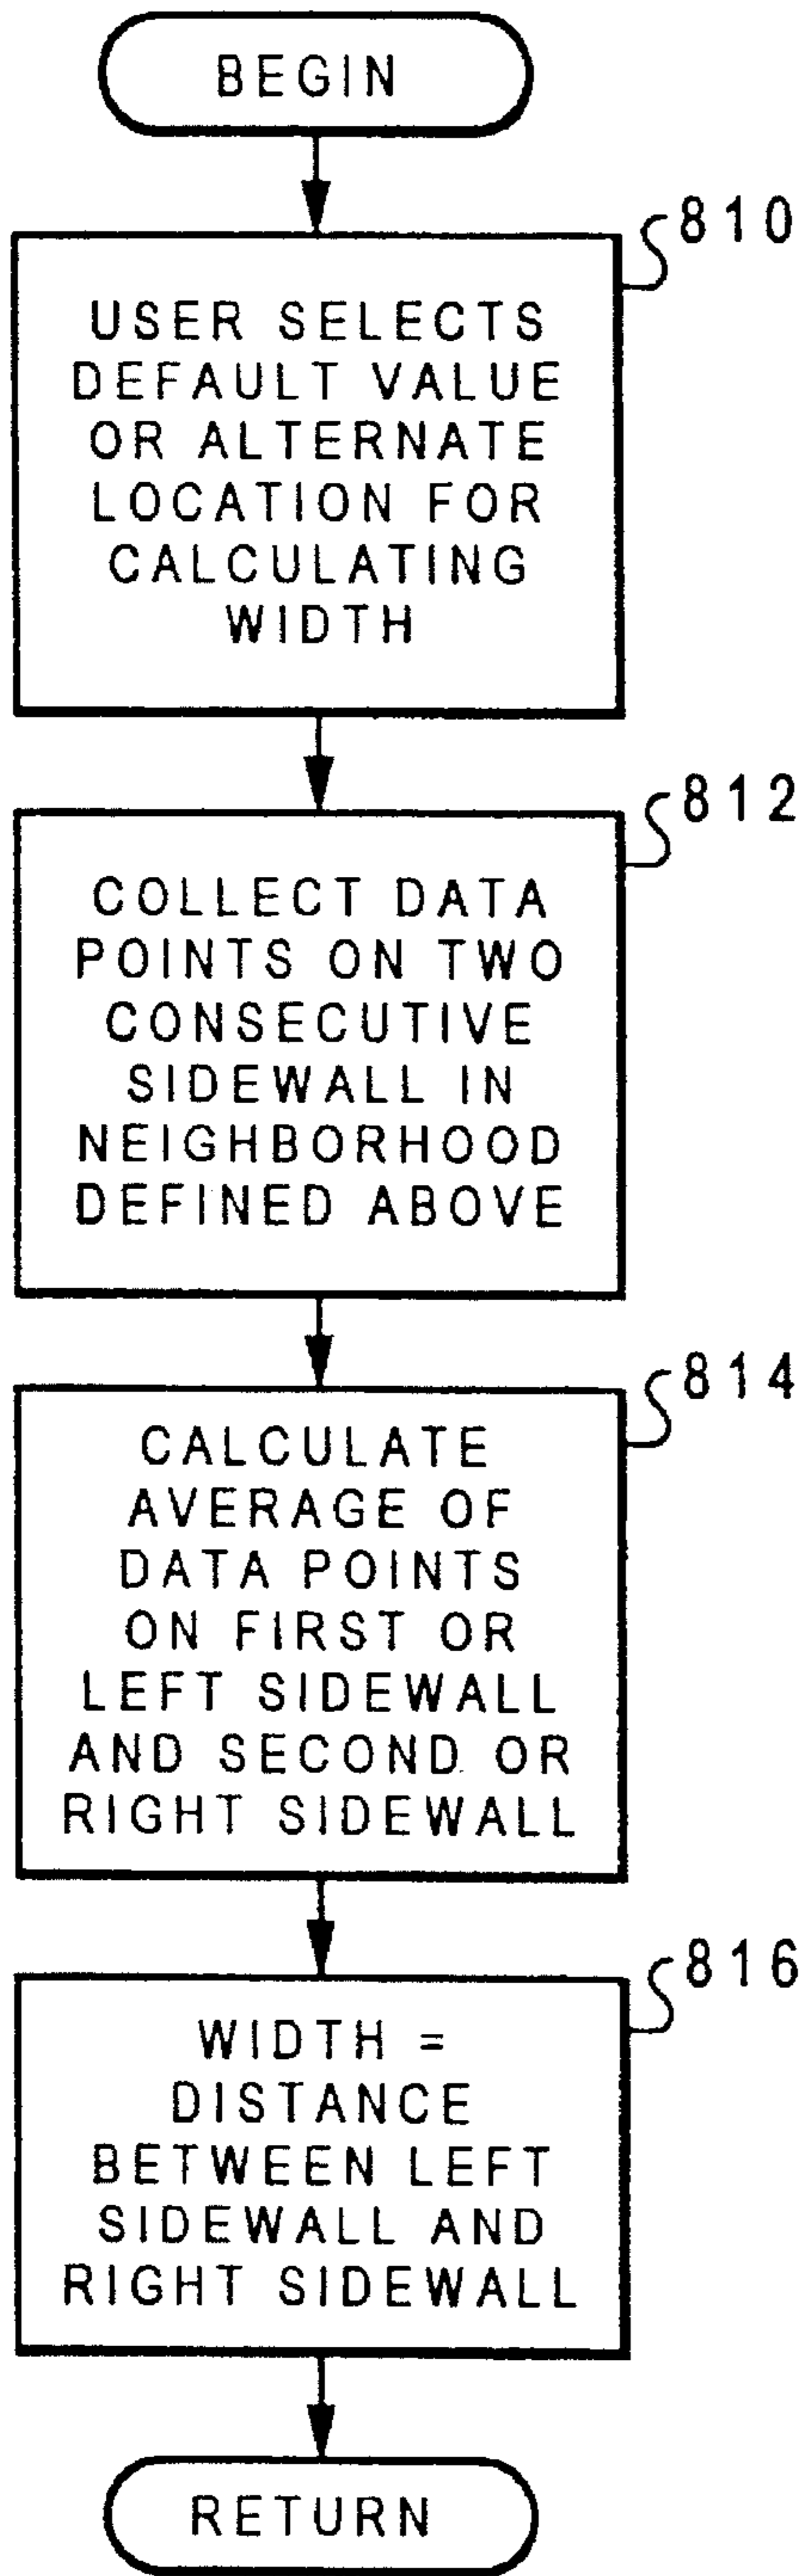 BEGIN
810
USER SELECTS
DEFAULT VALUE
OR ALTERNATE
LOCATION FOR
CALCULATING
WIDTH
812
COLLECT DATA
POINTS ON TWO
CONSECUTIVE
SIDEWALL IN
NEIGHBORHOOD
DEFINED ABOVE
814
CALCULATE
AVERAGE OF
DATA POINTS
ON FIRST OR
LEFT SIDEWALL
AND SECOND OR
RIGHT SIDEWALL
816
WIDTH =
DISTANCE
BETWEEN LEFT
SIDEWALL AND
RIGHT SIDEWALL
RETURN